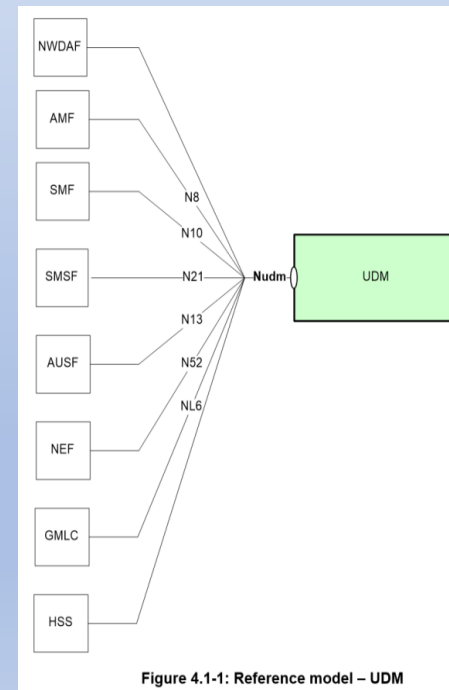 NWDAF
AMF
N8
SMF
N10
SMSF
N21
Nudm
UDM
N13
AUSF
N52
NL6
NEF
GMLC
HSS
Figure 4.1-1: Reference model – UDM